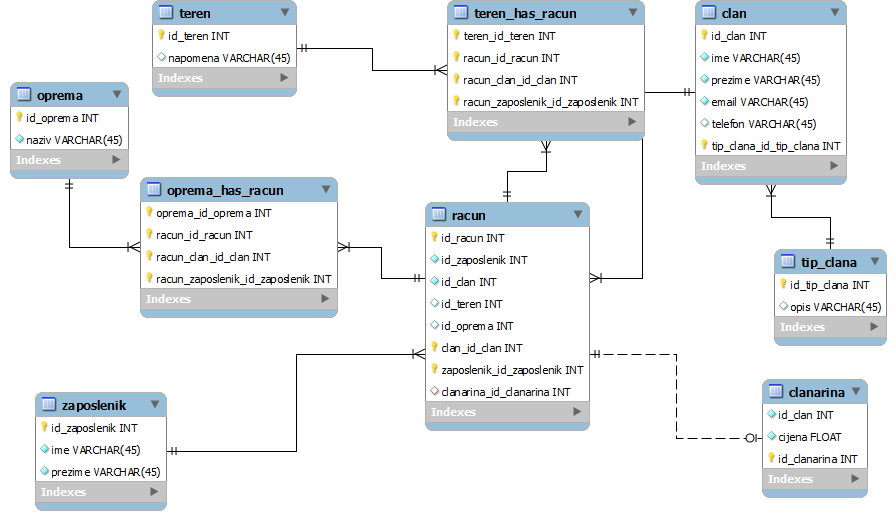 teren
id_teren INT
napomena VARCHAR(45)
Indexes
teren_has_racun
teren_id_teren INT
racun_id_racun INT
racun_clan_id_clan INT
racun_zaposlenik_id_zaposlenik INT
Indexes
clan
id_clan INT
ime VARCHAR(45)
prezime VARCHAR(45)
email VARCHAR(45)
telefon VARCHAR(45)
tip_clana_id_tip_clana INT
Indexes
oprema
id_oprema INT
naziv VARCHAR(45)
Indexes
oprema_has_racun
oprema_id_oprema INT
racun_id_racun INT
racun_clan_id_clan INT
racun_zaposlenik_id_zaposlenik INT
Indexes
racun
id_racun INT
id_zaposlenik INT
id_clan INT
id_teren INT
id_oprema INT
clan_id_clan INT
zaposlenik_id_zaposlenik INT
clanarina_id_clanarina INT
Indexes
tip_clana
id_tip_clana INT
opis VARCHAR(45)
Indexes
zaposlenik
id_zaposlenik INT
ime VARCHAR(45)
prezime VARCHAR(45)
Indexes
clanarina
id_clan INT
cijena FLOAT
id_clanarina INT
Indexes